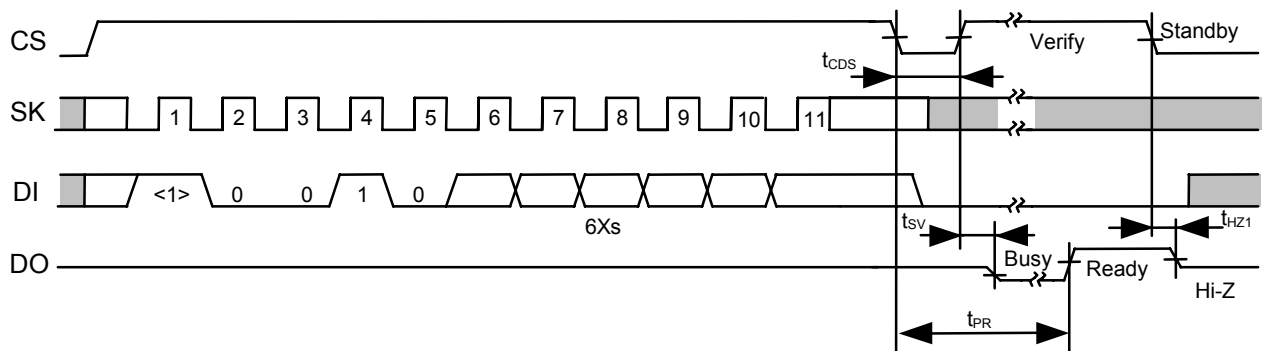 CS
Verify
Standby
tCDS
SK
1 2 3 4 5 6 7 8 9 10 11
DI
<1> 0 0 1 0
6Xs
tSV
tHZ1
DO
Busy
Ready
Hi-Z
tPR